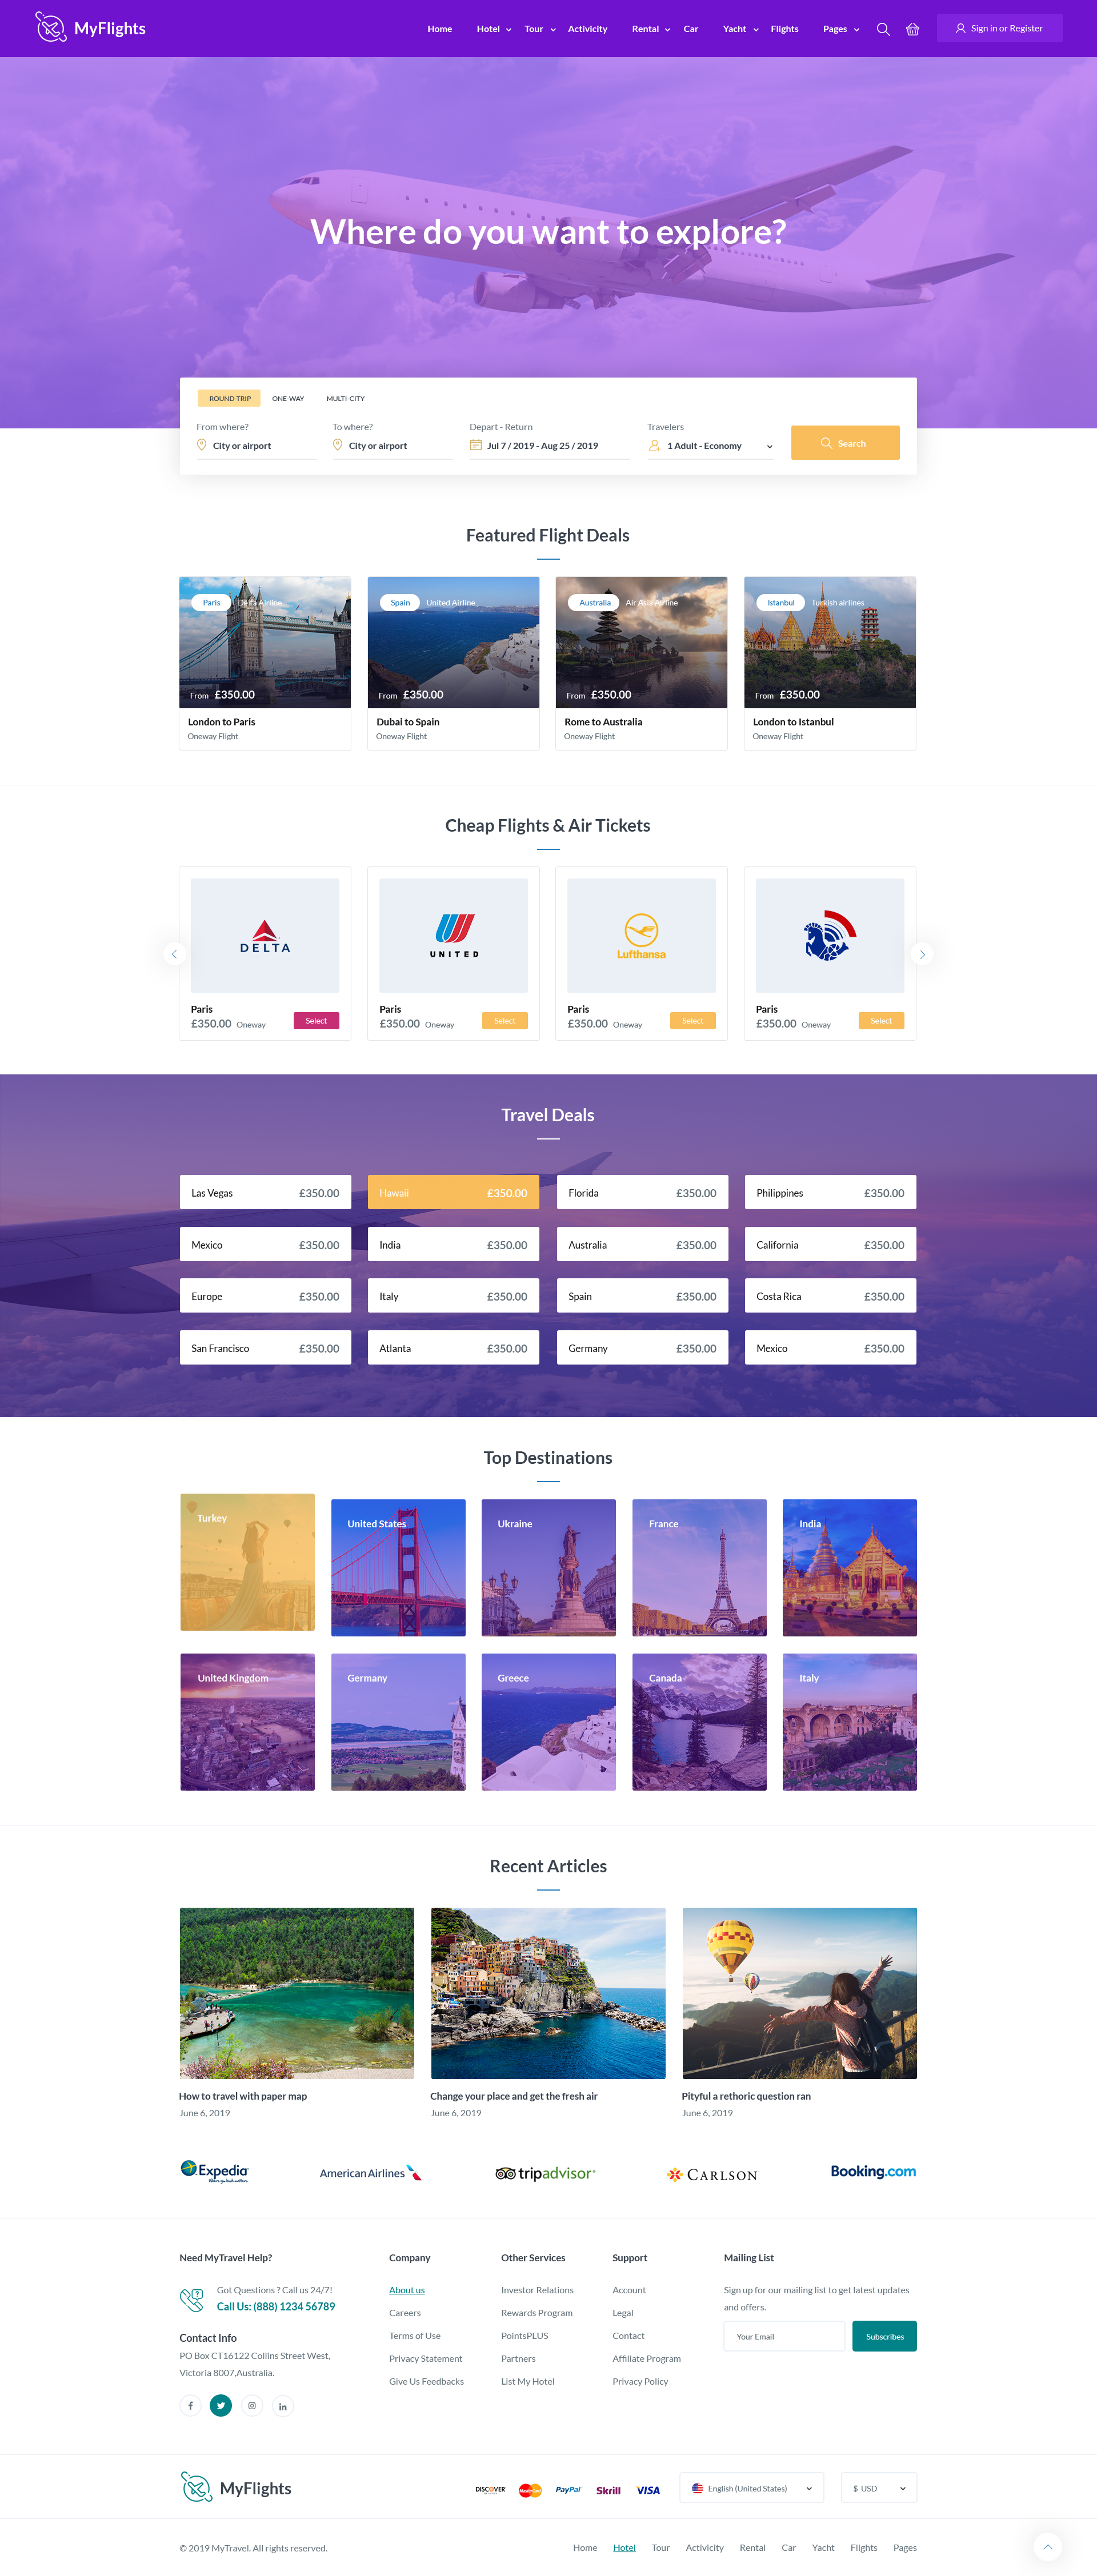 MyFlights
Home Hotel Tour Activicity Rental Car Yacht Flights Pages Sign in or Register
Where do you want to explore?
ROUND-TRIP ONE-WAY MULTI-CITY
From where? To where? Depart - Return Travelers
City or airport City or airport Jul 7 / 2019 - Aug 25 / 2019 1 Adult - Economy Search
Featured Flight Deals
Paris Delta Airline Spain United Airline Australia Air Asia Airline Istanbul Turkish airlines
From £350.00 From £350.00 From £350.00 From £350.00
London to Paris Dubai to Spain Rome to Australia London to Istanbul
Oneway Flight Oneway Flight Oneway Flight Oneway Flight
Cheap Flights & Air Tickets
DELTA UNITED Lufthansa
Paris Paris Paris Paris
£350.00 Oneway Select £350.00 Oneway Select £350.00 Oneway Select £350.00 Oneway Select
Travel Deals
Las Vegas £350.00 Hawaii £350.00 Florida £350.00 Philippines £350.00
Mexico £350.00 India £350.00 Australia £350.00 California £350.00
Europe £350.00 Italy £350.00 Spain £350.00 Costa Rica £350.00
San Francisco £350.00 Atlanta £350.00 Germany £350.00 Mexico £350.00
Top Destinations
Turkey United States Ukraine France India
United Kingdom Germany Greece Canada Italy
Recent Articles
How to travel with paper map Change your place and get the fresh air Pityful a rethoric question ran
June 6, 2019 June 6, 2019 June 6, 2019
Expedia American Airlines tripadvisor CARLSON Booking.com
Where you book matters.
Need MyTravel Help? Company Other Services Support Mailing List
Got Questions ? Call us 24/7! About us Investor Relations Account Sign up for our mailing list to get latest updates
Call Us: (888) 1234 56789 and offers.
Careers Rewards Program Legal
Contact Info Terms of Use PointsPLUS Contact Your Email Subscribes
PO Box CT16122 Collins Street West, Privacy Statement Partners Affiliate Program
Victoria 8007,Australia.
Give Us Feedbacks List My Hotel Privacy Policy
MyFlights DISCOVER MasterCard PayPal Skrill VISA English (United States) $ USD
© 2019 MyTravel. All rights reserver. Home Hotel Tour Activicity Rental Car Yacht Flights Pages